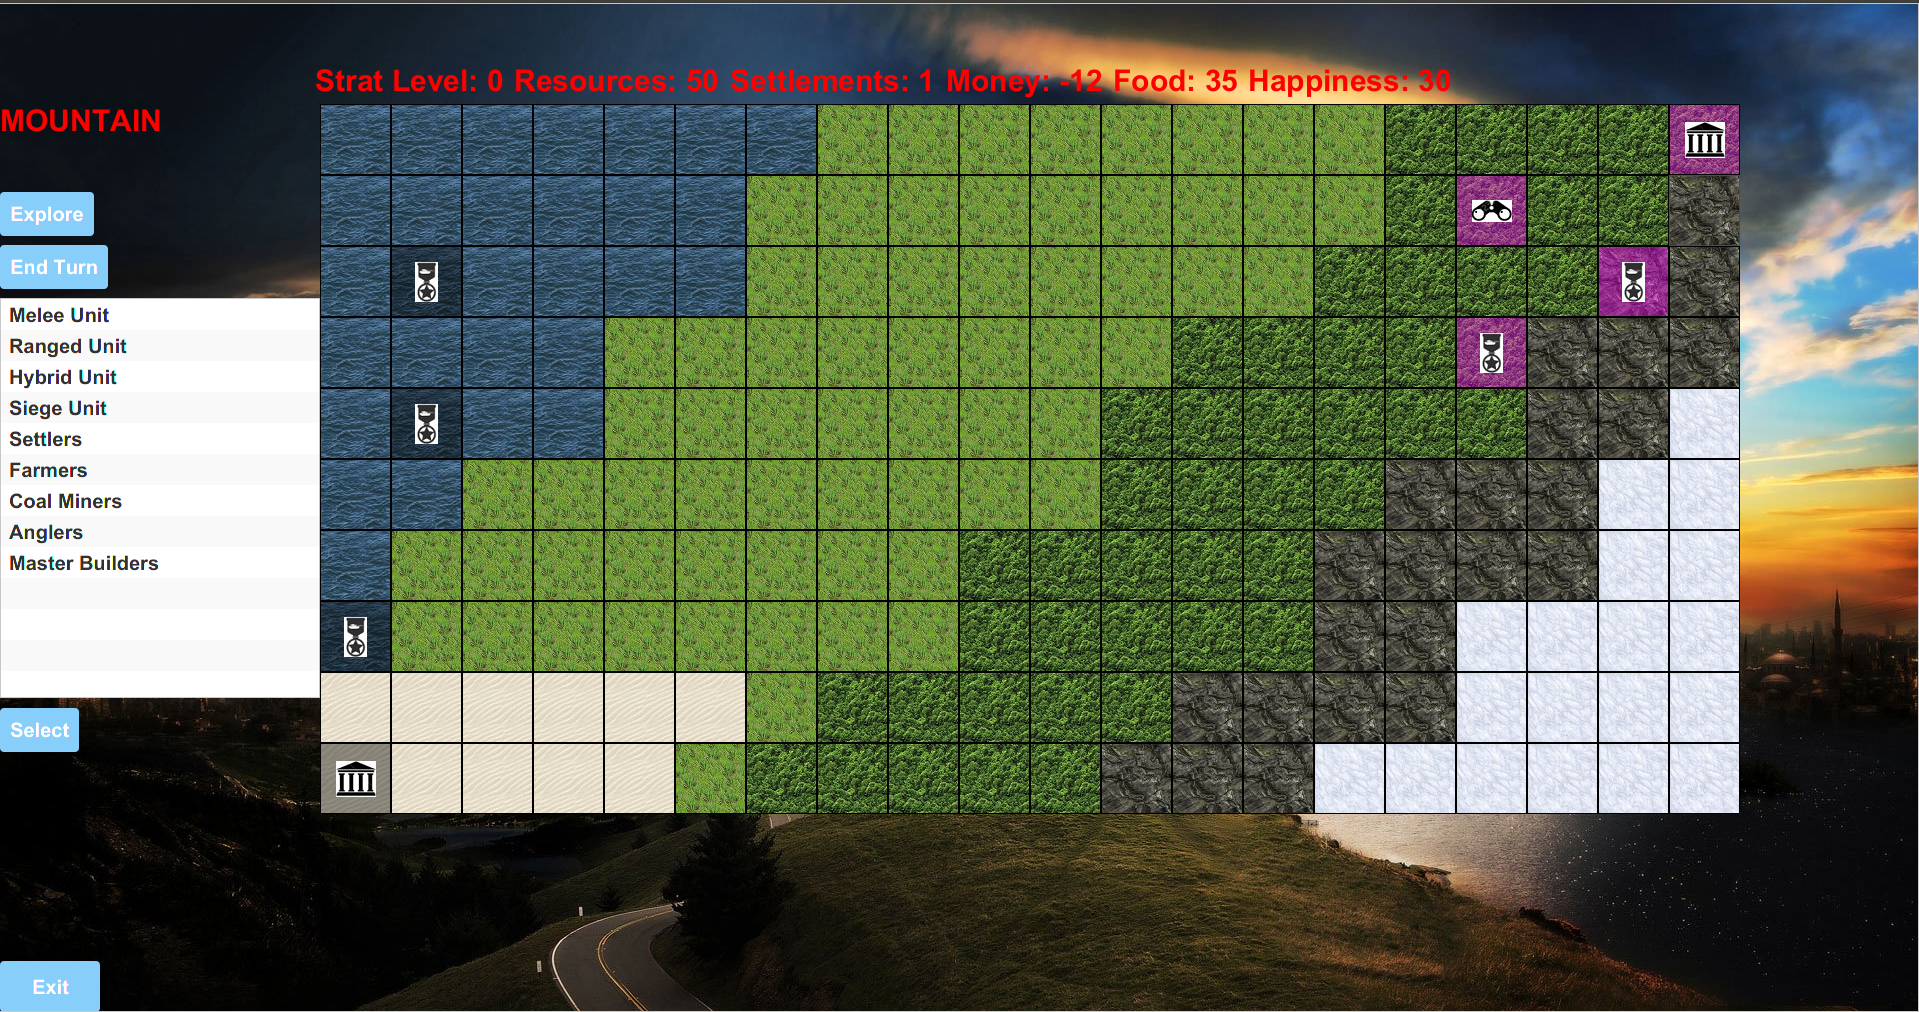 Strat Level: 0 Resources: 50 Settlements: 1 Money: -12 Food: 35 Happiness: 30
MOUNTAIN
Explore
End Turn
Melee Unit
Ranged Unit
Hybrid Unit
Siege Unit
Settlers
Farmers
Coal Miners
Anglers
Master Builders
Select
Exit